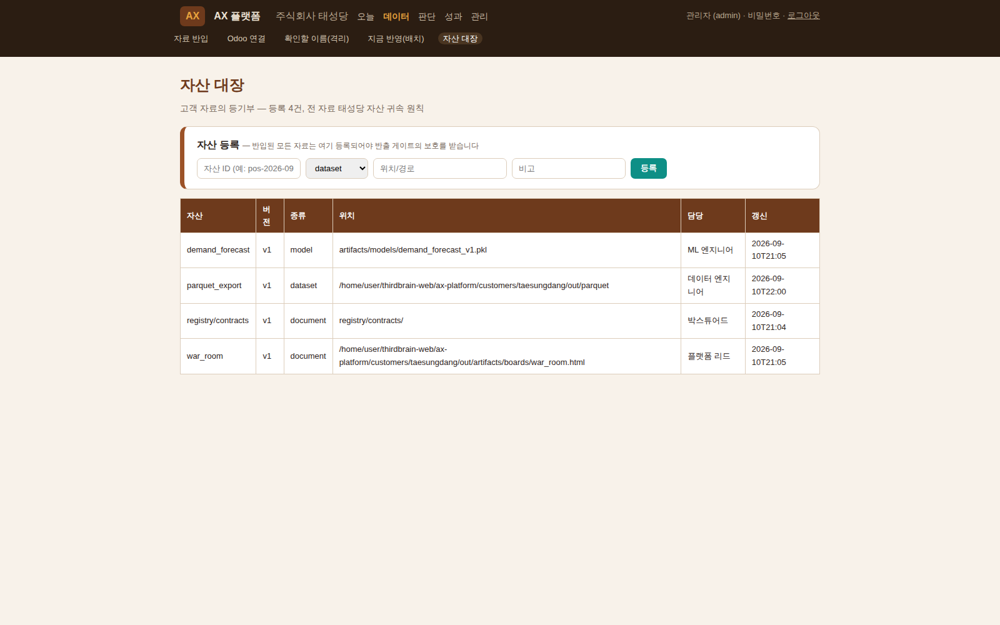 AX AX 플랫폼 주식회사 태성당 오늘 데이터 판단 성과 관리 관리자 (admin) · 비밀번호 · 로그아웃
자료 반입 Odoo 연결 확인할 이름(격리) 지금 반영(배치) 자산 대장
자산 대장
고객 자료의 등기부 — 등록 4건, 전 자료 태성당 자산 귀속 원칙
자산 등록 — 반입된 모든 자료는 여기 등록되어야 반출 게이트의 보호를 받습니다
자산 ID (예: pos-2026-09 dataset 위치/경로 비고 등록
자산 버전 종류 위치 담당 갱신
demand_forecast v1 model artifacts/models/demand_forecast_v1.pkl ML 엔지니어 2026-09-10T21:05
parquet_export v1 dataset /home/user/thirdbrain-web/ax-platform/customers/taesungdang/out/parquet 데이터 엔지니어 2026-09-10T22:00
registry/contracts v1 document registry/contracts/ 박스튜어드 2026-09-10T21:04
war_room v1 document /home/user/thirdbrain-web/ax-platform/customers/taesungdang/out/artifacts/boards/war_room.html 플랫폼 리드 2026-09-10T21:05